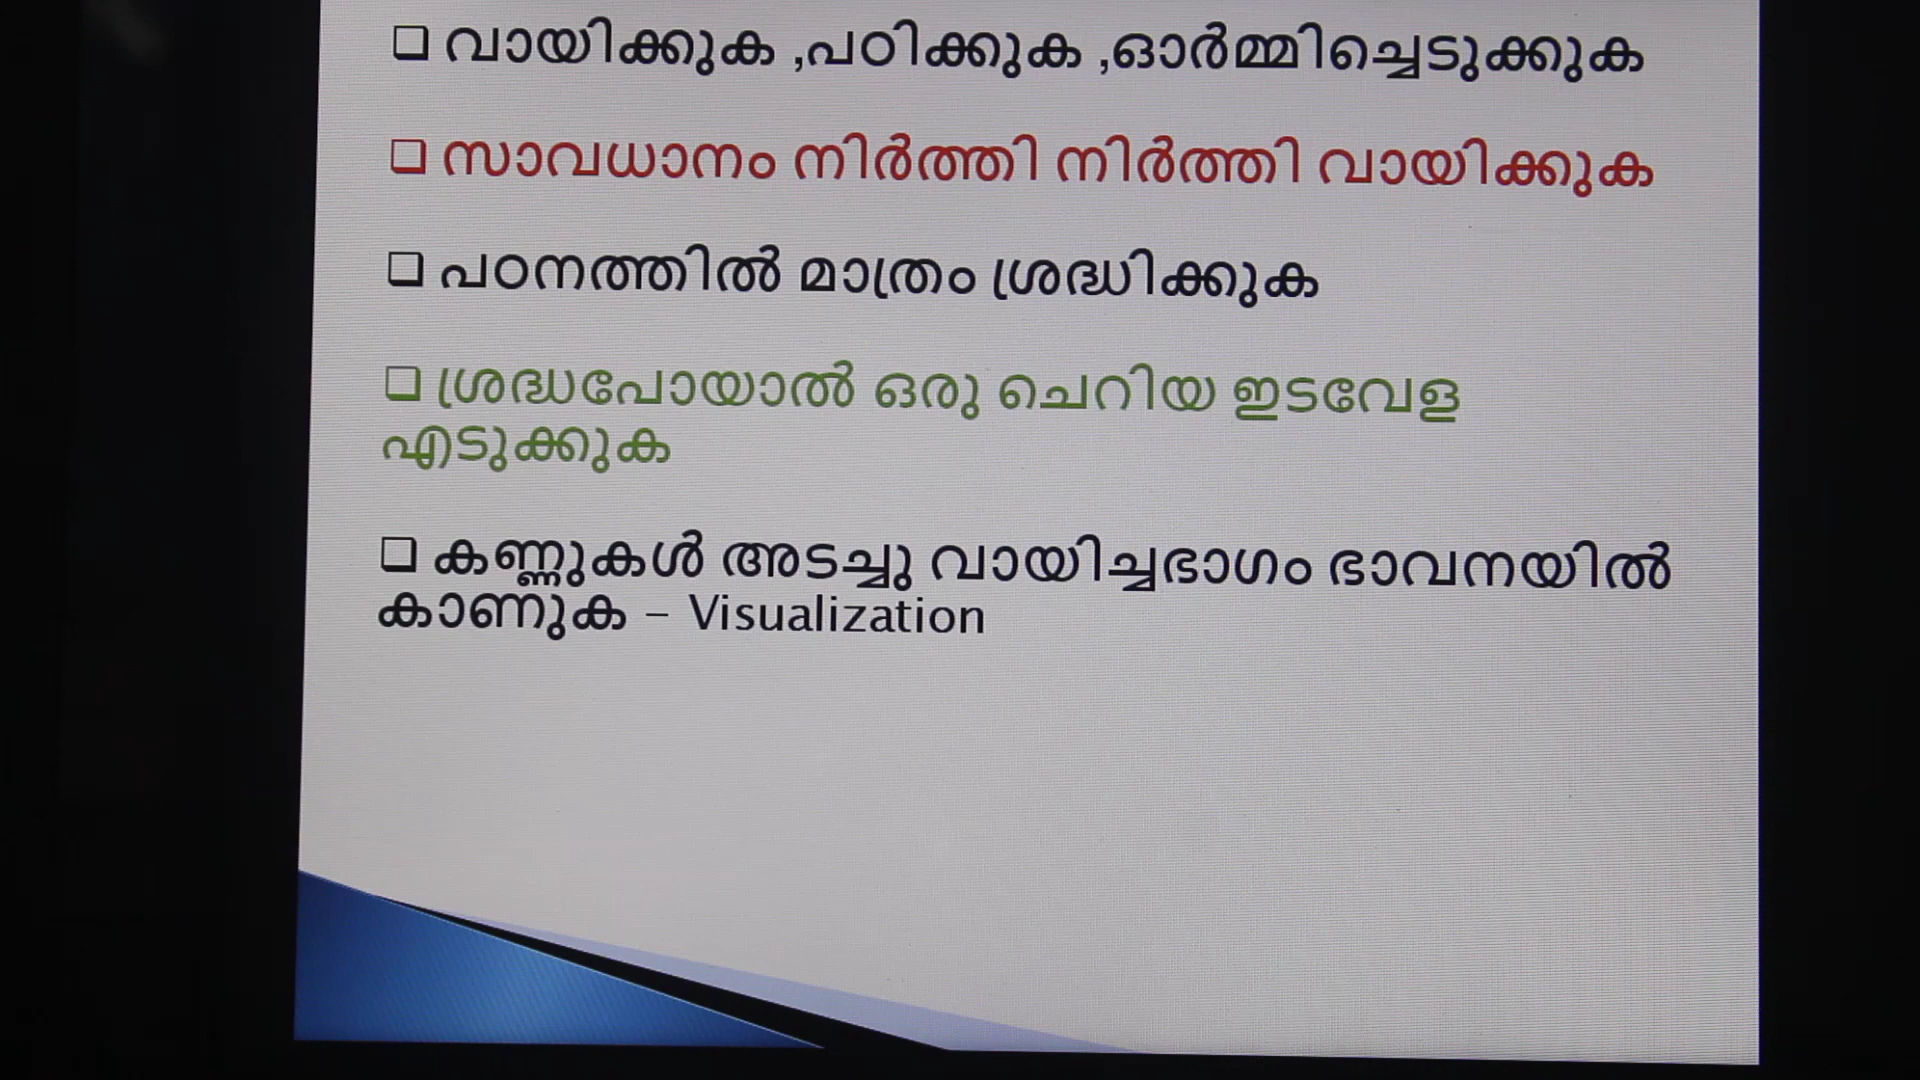 ❑ വായിക്കുക ,പഠിക്കുക ,ഓർമ്മിച്ചെടുക്കുക
❑ സാവധാനം നിർത്തി നിർത്തി വായിക്കുക
❑ പഠനത്തിൽ മാത്രം ശ്രദ്ധിക്കുക
❑ ശ്രദ്ധപോയാൽ ഒരു ചെറിയ ഇടവേള
എടുക്കുക
❑ കണ്ണുകൾ അടച്ചു വായിച്ചഭാഗം ഭാവനയിൽ
കാണുക – Visualization